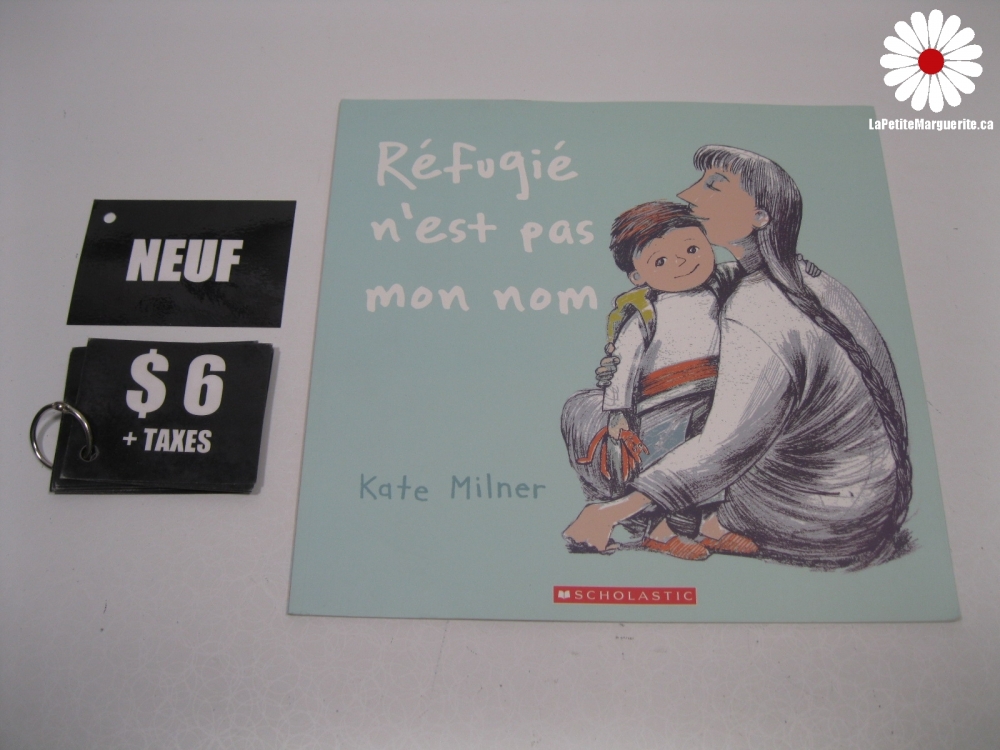 LaPetiteMarguerite.ca
Réfugié
n'est pas
mon nom
NEUF
$ 6
+ TAXES
Kate Milner
SCHOLASTIC